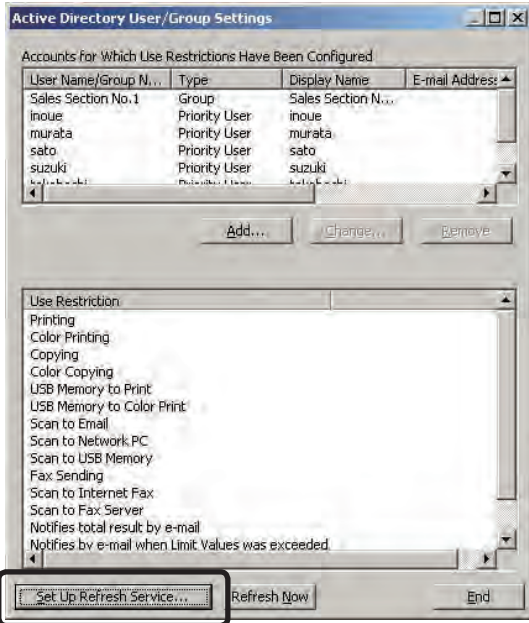 Active Directory User/Group Settings
Accounts for Which Use Restrictions Have Been Configured
User Name/Group N... Type Display Name E-mail Address
Sales Section No.1 Group Sales Section N...
inoue Priority User inoue
murata Priority User murata
sato Priority User sato
suzuki Priority User suzuki
Add... Change... Remove
Use Restriction
Printing
Color Printing
Copying
Color Copying
USB Memory to Print
USB Memory to Color Print
Scan to Email
Scan to Network PC
Scan to USB Memory
Fax Sending
Scan to Internet Fax
Scan to Fax Server
Notifies total result by e-mail
Notifies by e-mail when Limit Values was exceeded
Set Up Refresh Service... Refresh Now End